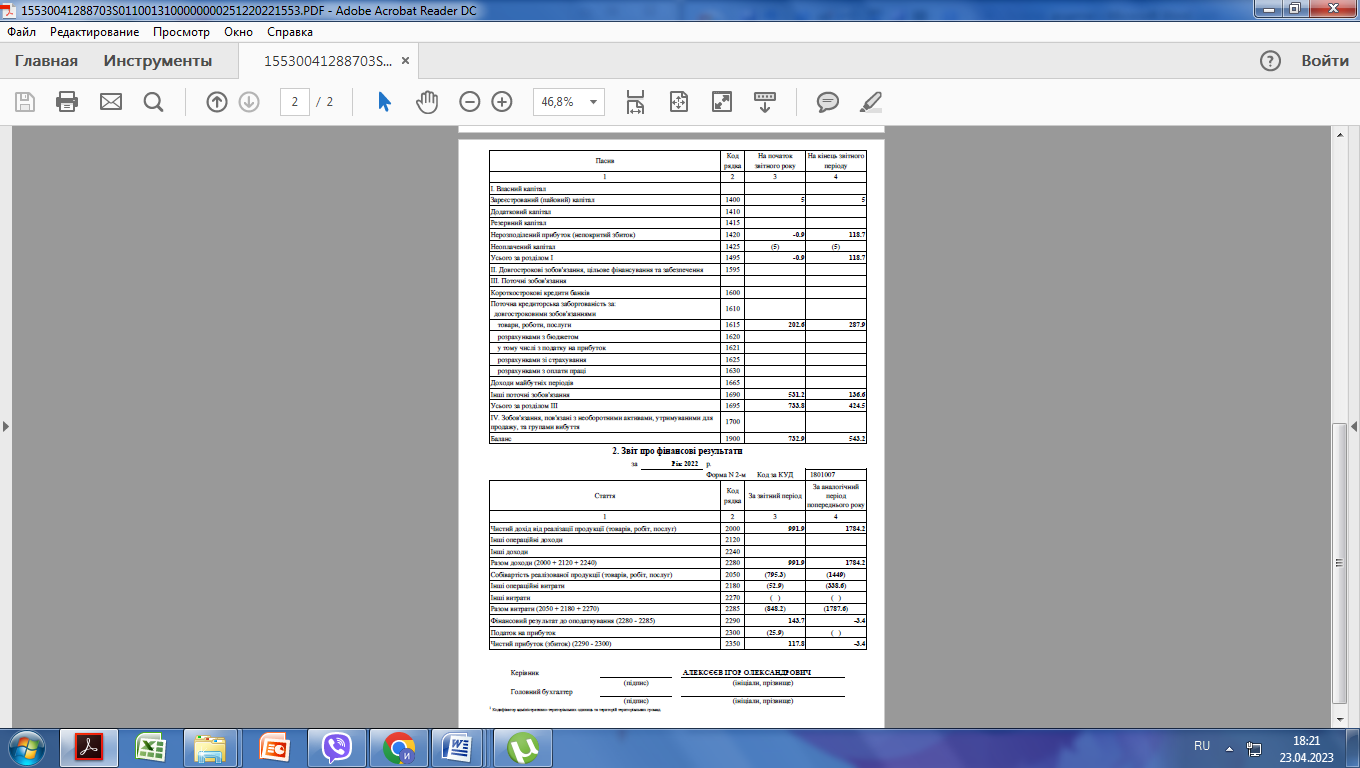 15530041288703S0110013100000000251220221553.PDF - Adobe Acrobat Reader DC
Файл Редактирование Просмотр Окно Справка
Главная Инструменты 15530041288703S... × ? Войти
2 / 2 46,8%
Пасив Код рядка На початок звітного року На кінець звітного періоду
1 2 3 4
I. Власний капітал
Зареєстрований (пайовий) капітал 1400 5 5
Додатковий капітал 1410
Резервний капітал 1415
Нерозподілений прибуток (непокритий збиток) 1420 -0.9 118.7
Неоплачений капітал 1425 (5) (5)
Усього за розділом I 1495 -0.9 118.7
II. Довгострокові зобов'язання, цільове фінансування та забезпечення 1595
III. Поточні зобов'язання
Короткострокові кредити банків 1600
Поточна кредиторська заборгованість за:
довгостроковими зобов'язаннями 1610
товари, роботи, послуги 1615 202.6 287.9
розрахунками з бюджетом 1620
у тому числі з податку на прибуток 1621
розрахунками зі страхування 1625
розрахунками з оплати праці 1630
Доходи майбутніх періодів 1665
Інші поточні зобов'язання 1690 531.2 136.6
Усього за розділом III 1695 733.8 424.5
IV. Зобов'язання, пов'язані з необоротними активами, утримуваними для
продажу, та групами вибуття 1700
Баланс 1900 732.9 543.2
2. Звіт про фінансові результати
за Рік 2022 р.
Форма N 2-м Код за КУД 1801007
Стаття Код рядка За звітний період За аналогічний період попереднього року
1 2 3 4
Чистий дохід від реалізації продукції (товарів, робіт, послуг) 2000 991.9 1784.2
Інші операційні доходи 2120
Інші доходи 2240
Разом доходи (2000 + 2120 + 2240) 2280 991.9 1784.2
Собівартість реалізованої продукції (товарів, робіт, послуг) 2050 (795.3) (1449)
Інші операційні витрати 2180 (52.9) (338.6)
Інші витрати 2270 ( ) ( )
Разом витрати (2050 + 2180 + 2270) 2285 (848.2) (1787.6)
Фінансовий результат до оподаткування (2280 - 2285) 2290 143.7 -3.4
Податок на прибуток 2300 (25.9) ( )
Чистий прибуток (збиток) (2290 - 2300) 2350 117.8 -3.4
Керівник АЛЕКСЄЄВ ІГОР ОЛЕКСАНДРОВИЧ
(підпис) (ініціали, прізвище)
Головний бухгалтер
(підпис) (ініціали, прізвище)
1 Кодифікатор адміністративно-територіальних одиниць та територій територіальних громад.
RU 18:21
23.04.2023